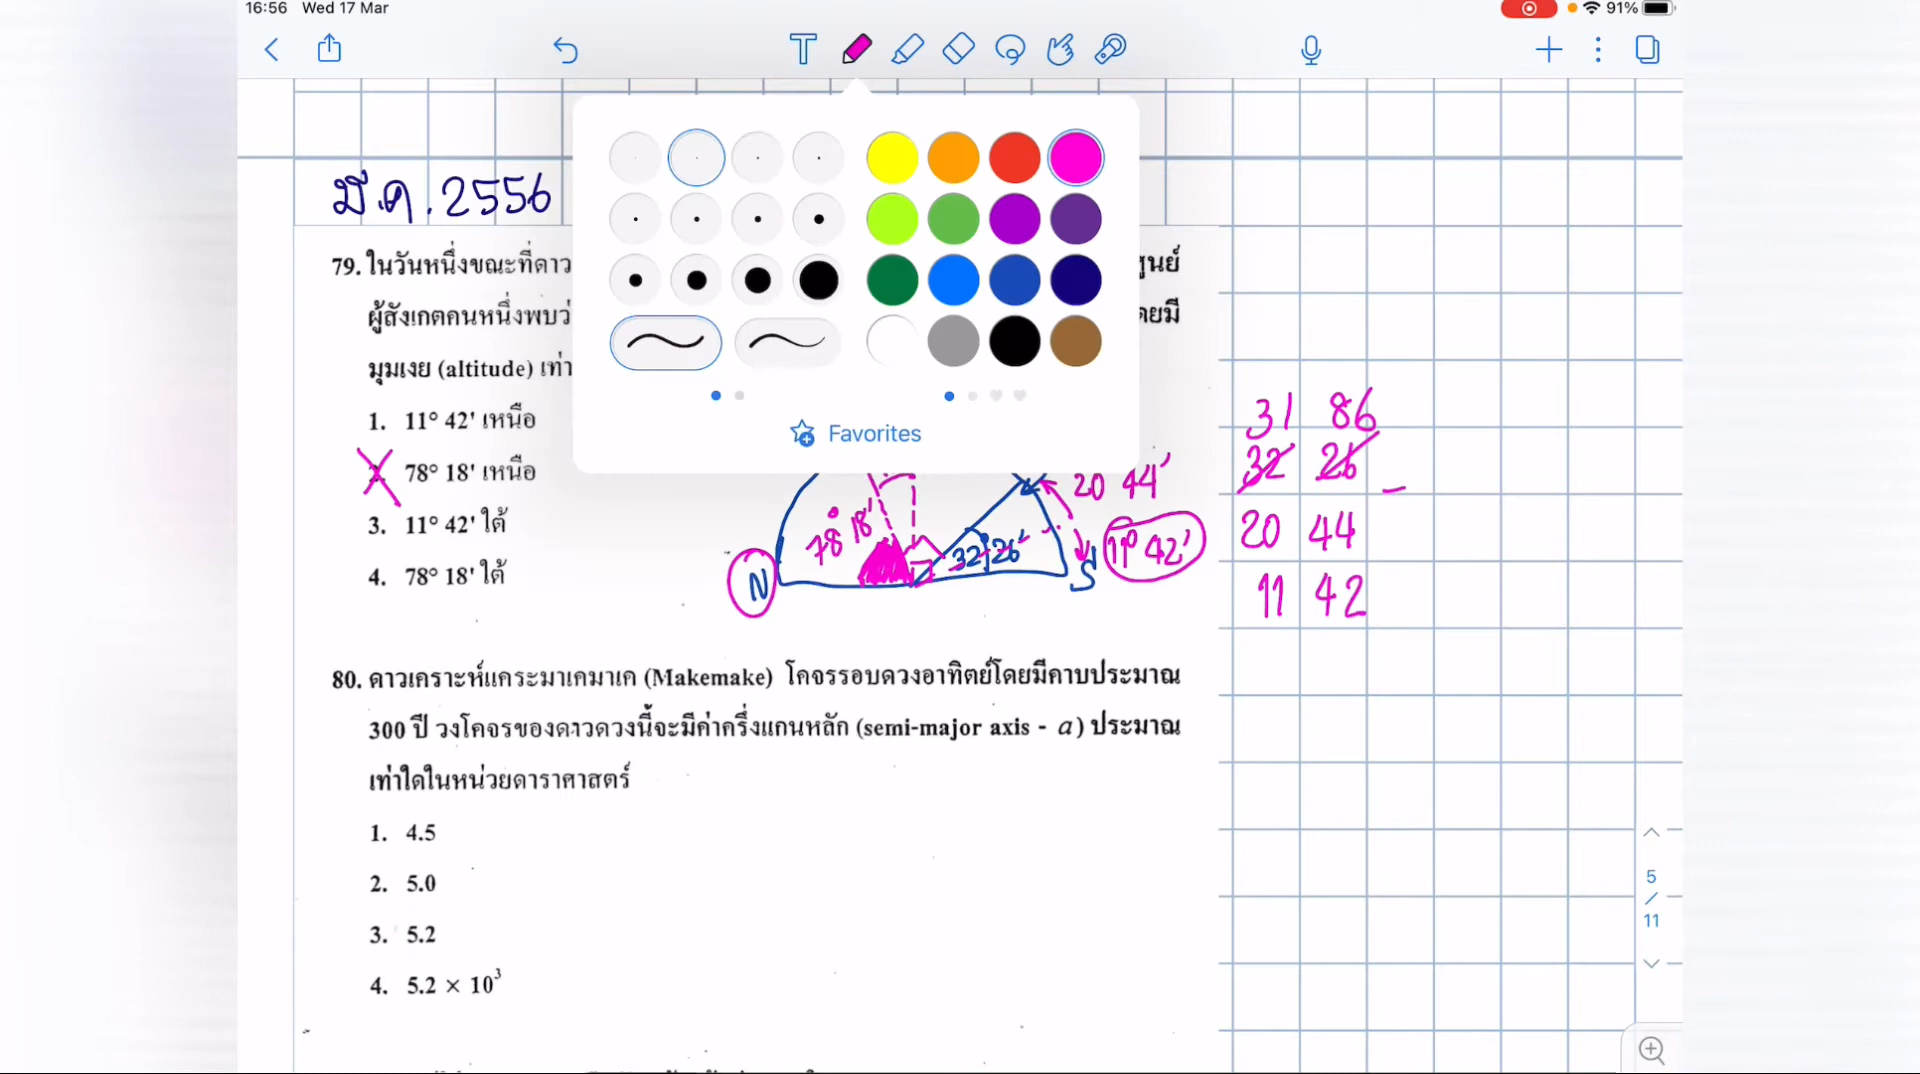 16:56 Wed 17 Mar
91%
T
Favorites
มี.ค. 2556
79. ในวันหนึ่งขณะที่ดาว
ศูนย์
ผู้สังเกตคนหนึ่งพบว่
โดยมี
มุมเงย (altitude) เท่า
1. 11° 42' เหนือ
2. 78° 18' เหนือ
3. 11° 42' ใต้
4. 78° 18' ใต้
20 44'
78° 18'
32° 26'
11° 42'
N
S
31 86
32 26
20 44
11 42
80. ดาวเคราะห์แคระมาเคมาเค (Makemake) โคจรรอบดวงอาทิตย์โดยมีคาบประมาณ
300 ปี วงโคจรของดาวดวงนี้จะมีค่าครึ่งแกนหลัก (semi-major axis - a) ประมาณ
เท่าใดในหน่วยดาราศาสตร์
1. 4.5
2. 5.0
3. 5.2
4. 5.2 × 10³
5
/
11